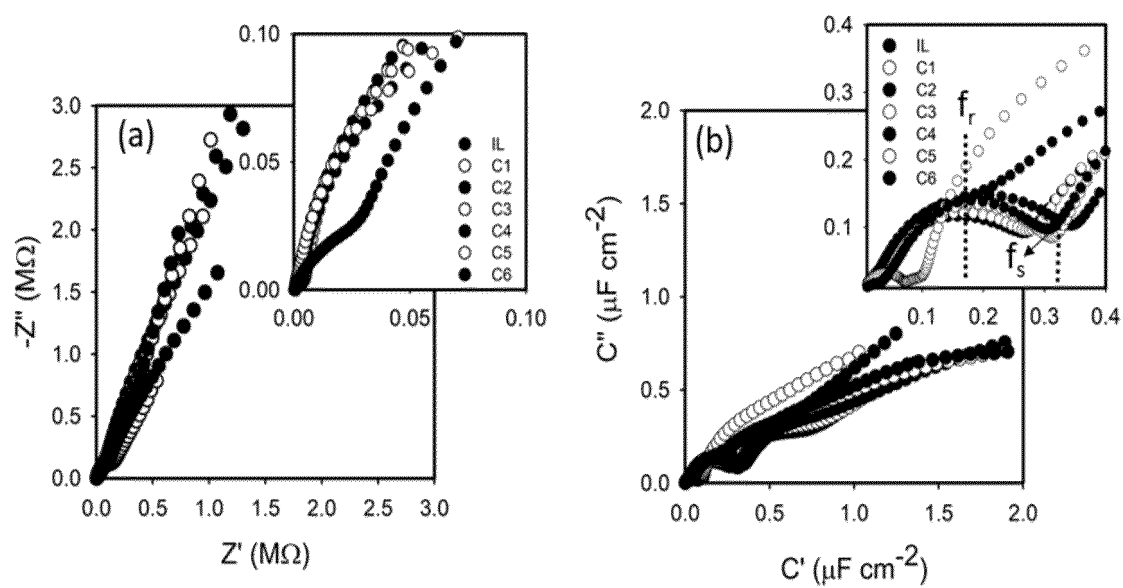 (a)
3.0
2.5
2.0
1.5
1.0
0.5
0.0
-Z'' (MΩ)
0.0 0.5 1.0 1.5 2.0 2.5 3.0
Z' (MΩ)
0.10
0.05
0.00
0.00 0.05 0.10
IL
C1
C2
C3
C4
C5
C6
(b)
2.0
1.5
1.0
0.5
0.0
C'' (μF cm-2)
0.0 0.5 1.0 1.5 2.0
C' (μF cm-2)
0.4
0.3
0.2
0.1
0.1 0.2 0.3 0.4
IL
C1
C2
C3
C4
C5
C6
fr
fs